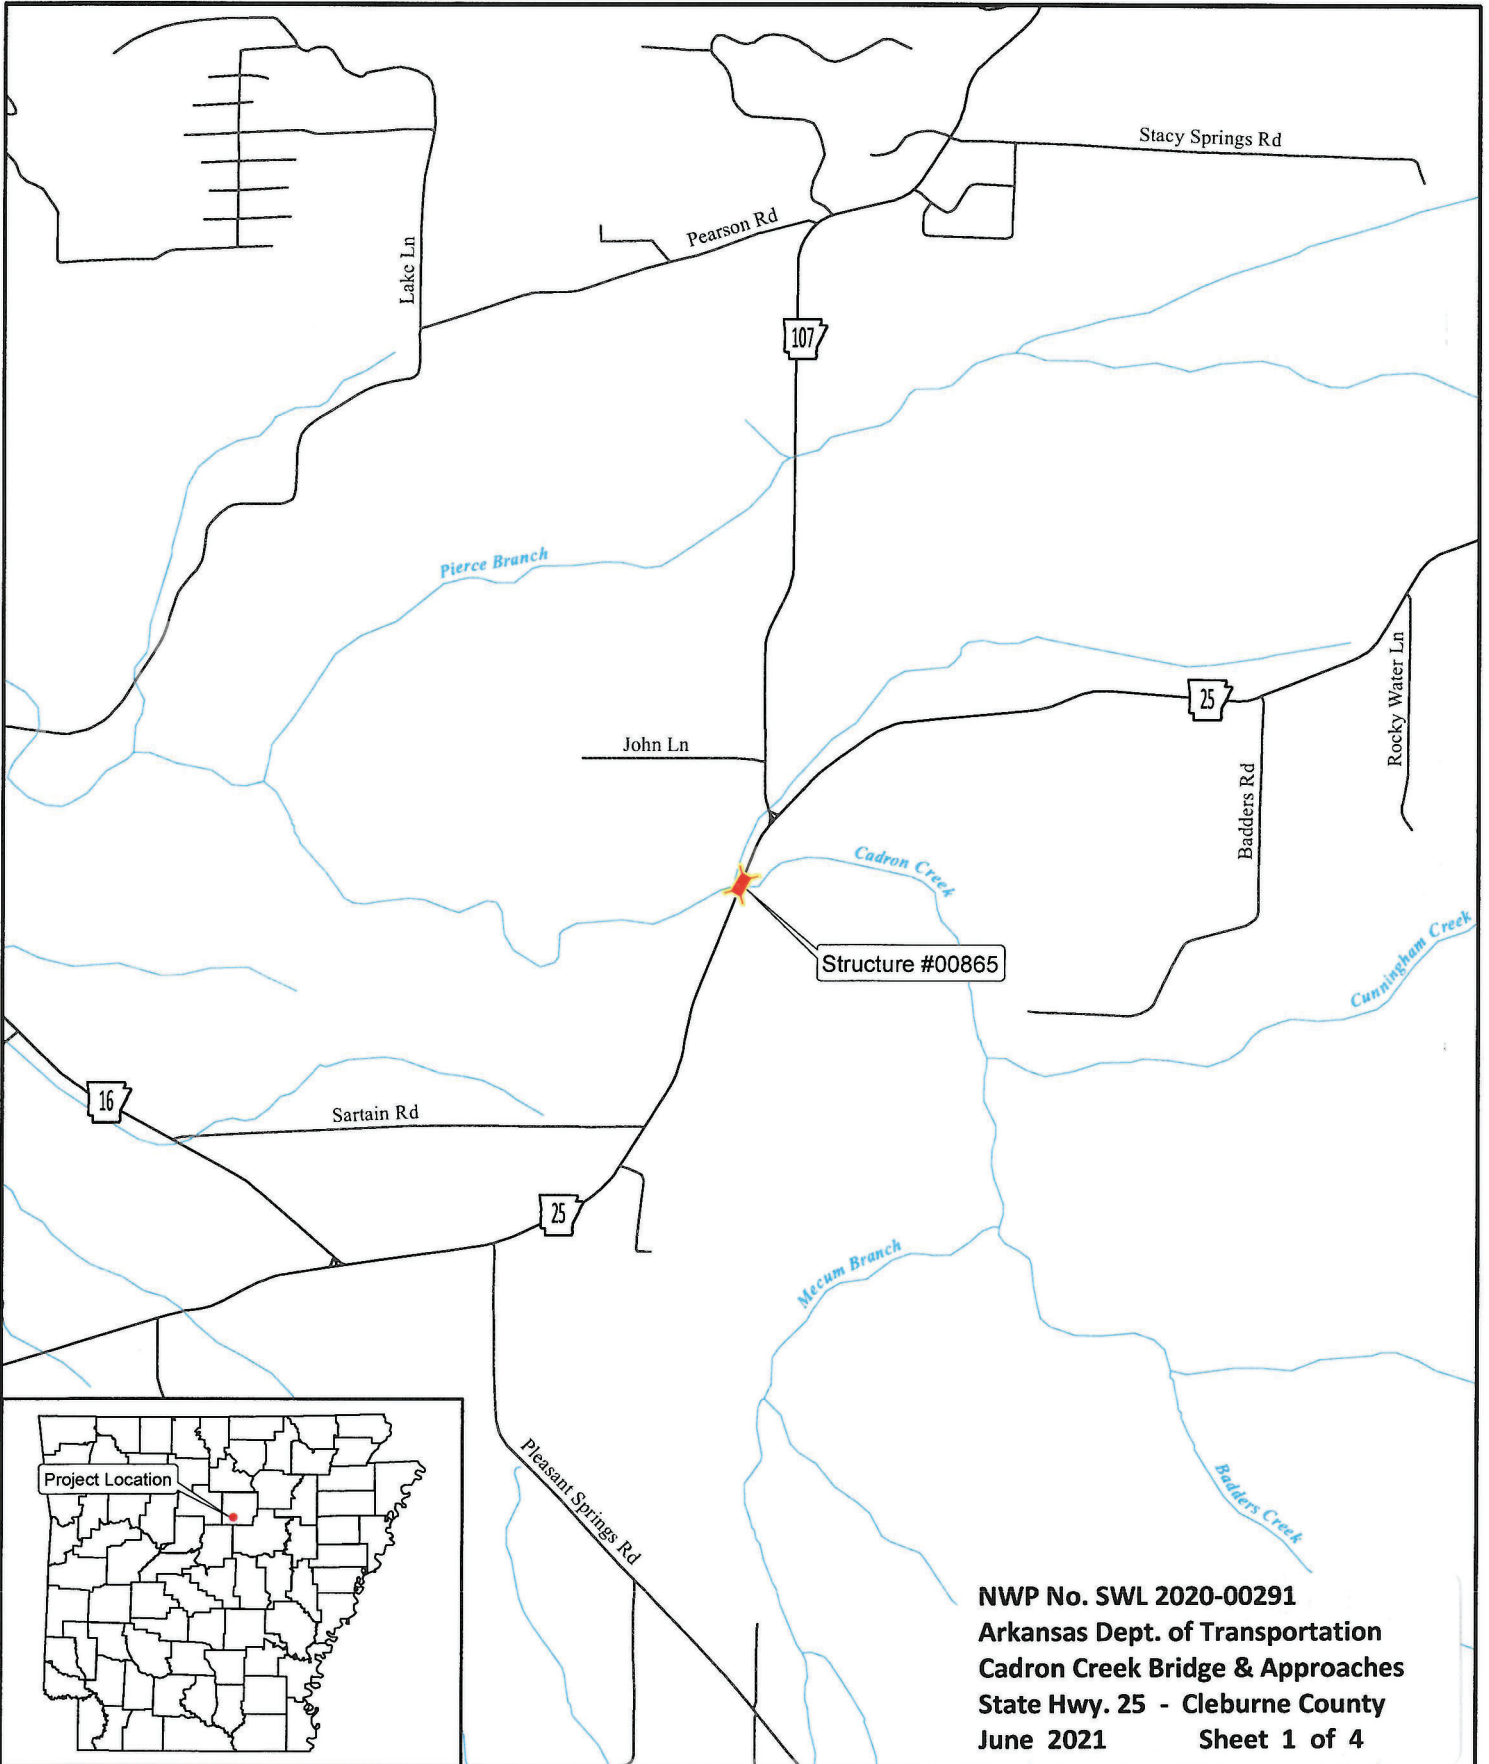 Stacy Springs Rd
Pearson Rd
Lake Ln
107
Pierce Branch
Rocky Water Ln
25
John Ln
Badders Rd
Cadron Creek
Cunningham Creek
Structure #00865
16
Sartain Rd
25
Mecum Branch
Pleasant Springs Rd
Badders Creek
Project Location
NWP No. SWL 2020-00291
Arkansas Dept. of Transportation
Cadron Creek Bridge & Approaches
State Hwy. 25 - Cleburne County
June 2021 Sheet 1 of 4